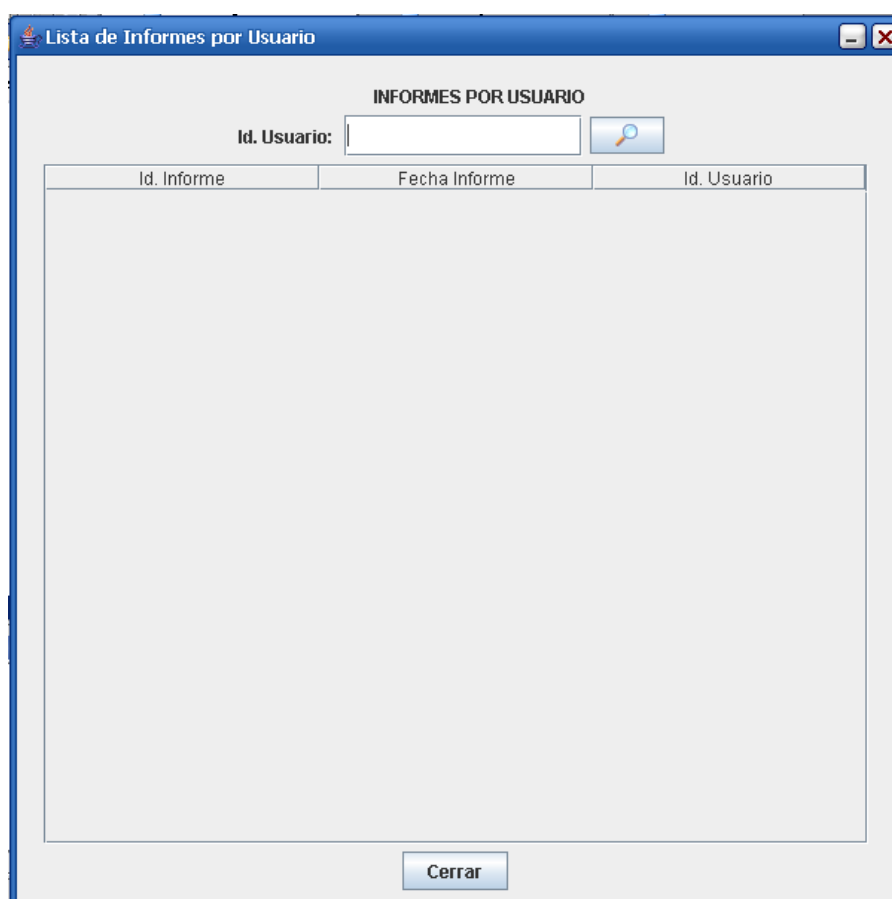 Lista de Informes por Usuario
INFORMES POR USUARIO
Id. Usuario:
Id. Informe Fecha Informe Id. Usuario
Cerrar